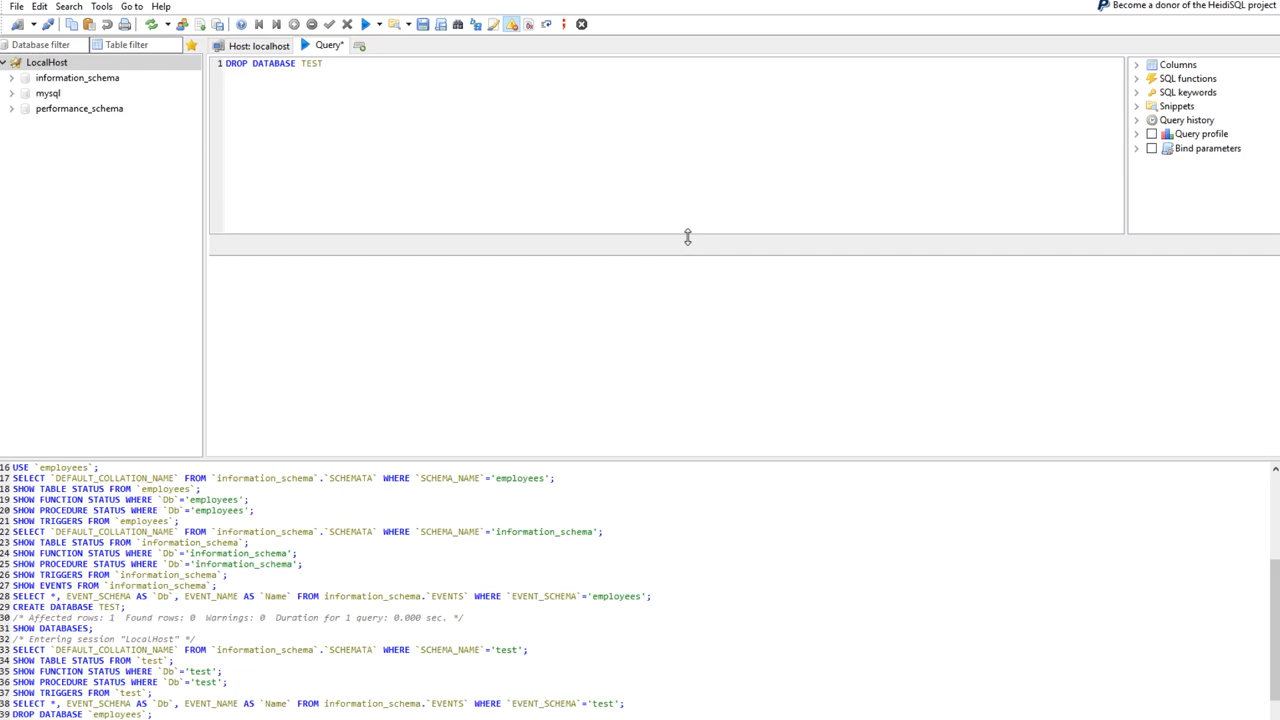 File Edit Search Tools Go to Help
Become a donor of the HeidiSQL project
Database filter Table filter Host: localhost Query*
LocalHost
information_schema
mysql
performance_schema
1 DROP DATABASE TEST
Columns
SQL functions
SQL keywords
Snippets
Query history
Query profile
Bind parameters
16 USE `employees`;
17 SELECT `DEFAULT_COLLATION_NAME` FROM `information_schema`.`SCHEMATA` WHERE `SCHEMA_NAME`='employees';
18 SHOW TABLE STATUS FROM `employees`;
19 SHOW FUNCTION STATUS WHERE `Db`='employees';
20 SHOW PROCEDURE STATUS WHERE `Db`='employees';
21 SHOW TRIGGERS FROM `employees`;
22 SELECT `DEFAULT_COLLATION_NAME` FROM `information_schema`.`SCHEMATA` WHERE `SCHEMA_NAME`='information_schema';
23 SHOW TABLE STATUS FROM `information_schema`;
24 SHOW FUNCTION STATUS WHERE `Db`='information_schema';
25 SHOW PROCEDURE STATUS WHERE `Db`='information_schema';
26 SHOW TRIGGERS FROM `information_schema`;
27 SHOW EVENTS FROM `information_schema`;
28 SELECT *, EVENT_SCHEMA AS `Db`, EVENT_NAME AS `Name` FROM information_schema.`EVENTS` WHERE `EVENT_SCHEMA`='employees';
29 CREATE DATABASE TEST;
30 /* Affected rows: 1  Found rows: 0  Warnings: 0  Duration for 1 query: 0.000 sec. */
31 SHOW DATABASES;
32 /* Entering session "LocalHost" */
33 SELECT `DEFAULT_COLLATION_NAME` FROM `information_schema`.`SCHEMATA` WHERE `SCHEMA_NAME`='test';
34 SHOW TABLE STATUS FROM `test`;
35 SHOW FUNCTION STATUS WHERE `Db`='test';
36 SHOW PROCEDURE STATUS WHERE `Db`='test';
37 SHOW TRIGGERS FROM `test`;
38 SELECT *, EVENT_SCHEMA AS `Db`, EVENT_NAME AS `Name` FROM information_schema.`EVENTS` WHERE `EVENT_SCHEMA`='test';
39 DROP DATABASE `employees`;